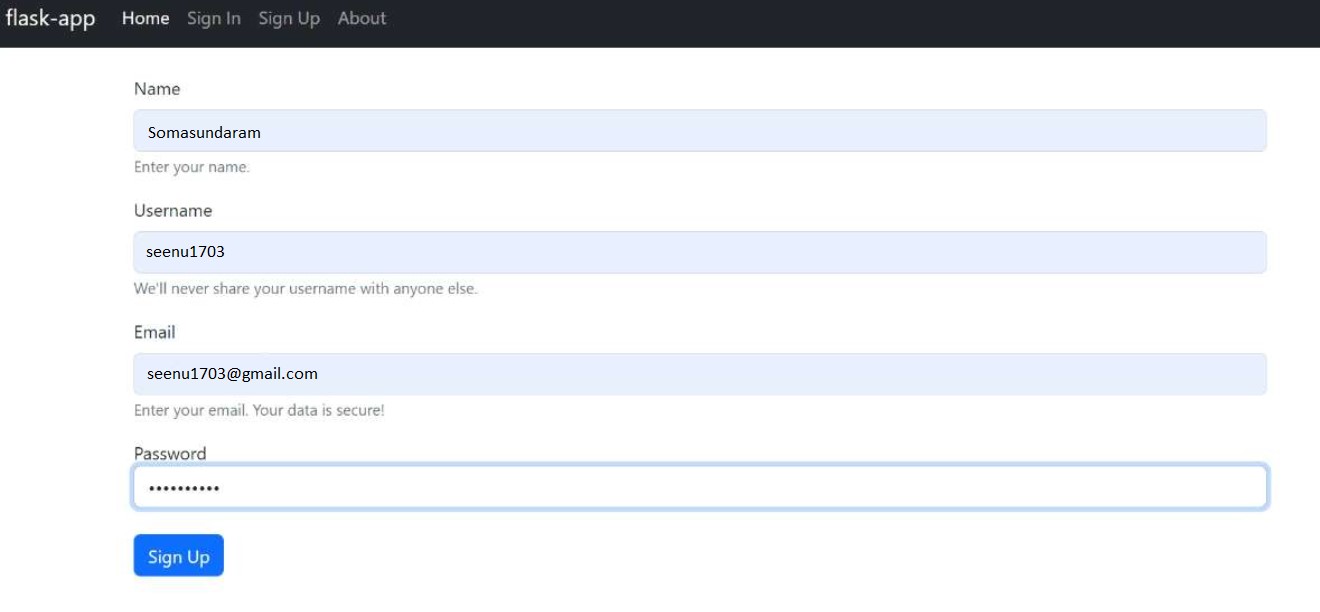 flask-app Home Sign In Sign Up About
Name
Somasundaram
Enter your name.
Username
seenu1703
We'll never share your username with anyone else.
Email
seenu1703@gmail.com
Enter your email. Your data is secure!
Password
••••••••••
Sign Up